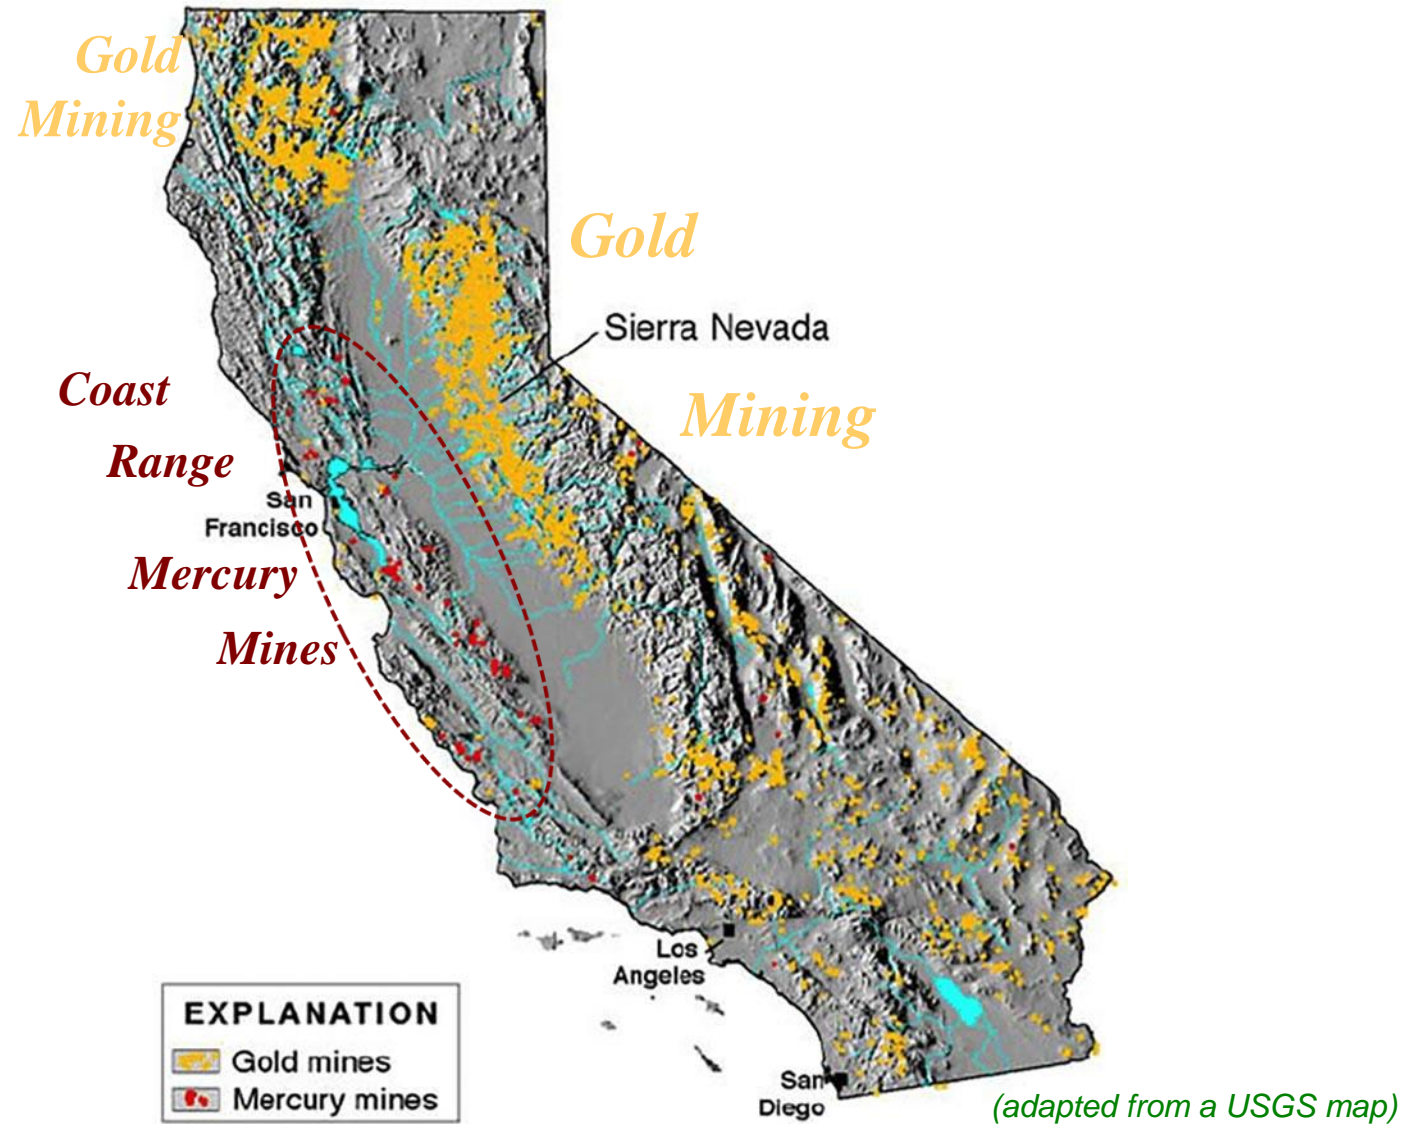 Gold
Mining
Gold
Sierra Nevada
Mining
Coast
Range
San
Francisco
Mercury
Mines
Los
Angeles
San
Diego
EXPLANATION
Gold mines
Mercury mines
(adapted from a USGS map)